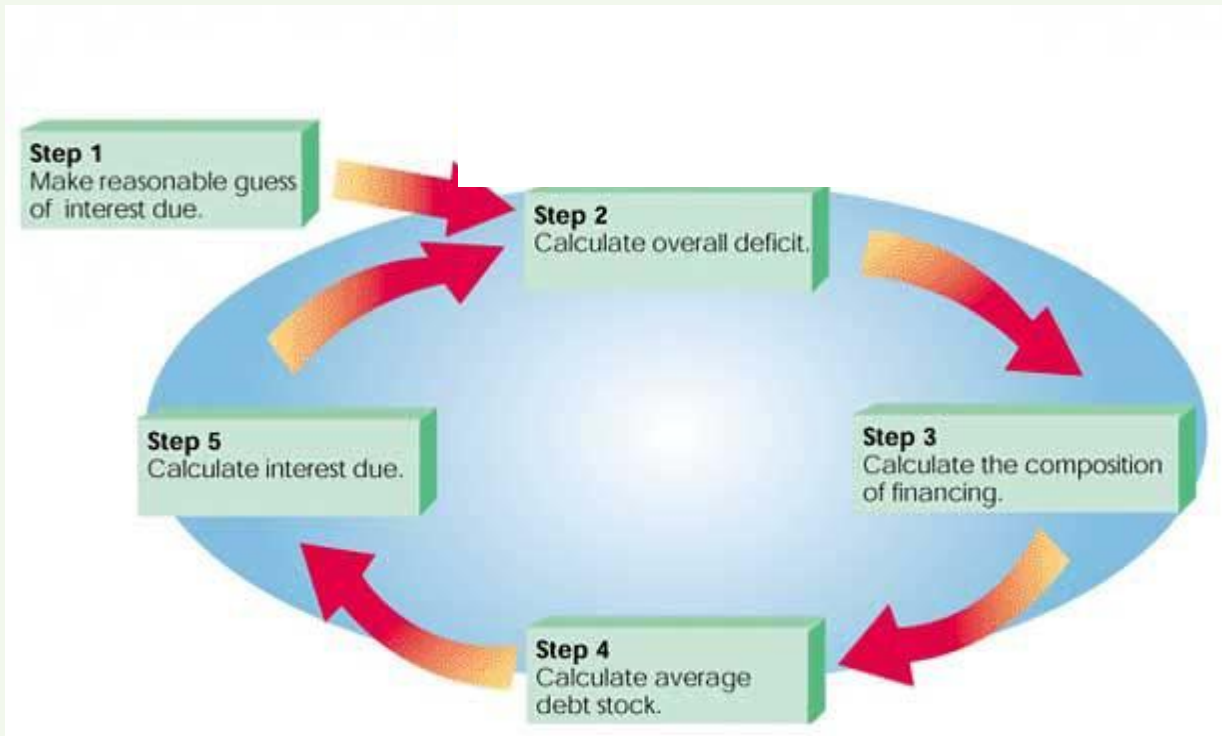 Step 1
Make reasonable guess
of interest due.
Step 2
Calculate overall deficit.
Step 3
Calculate the composition
of financing.
Step 4
Calculate average
debt stock.
Step 5
Calculate interest due.